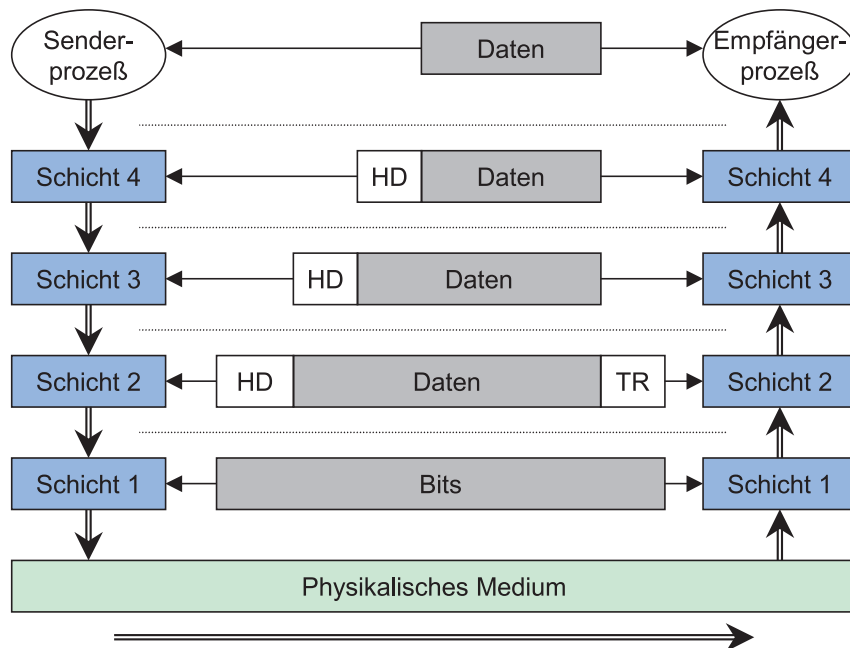 Sender-
prozeß
Daten
Empfänger-
prozeß
Schicht 4
HD
Daten
Schicht 4
Schicht 3
HD
Daten
Schicht 3
Schicht 2
HD
Daten
TR
Schicht 2
Schicht 1
Bits
Schicht 1
Physikalisches Medium